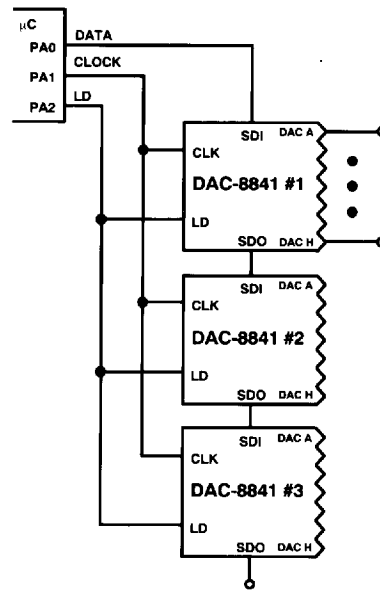 µC
DATA
PA0
CLOCK
PA1
LD
PA2
SDI
DAC A
CLK
DAC-8841 #1
LD
SDO
DAC H
SDI
DAC A
CLK
DAC-8841 #2
LD
SDO
DAC H
SDI
DAC A
CLK
DAC-8841 #3
LD
SDO
DAC H